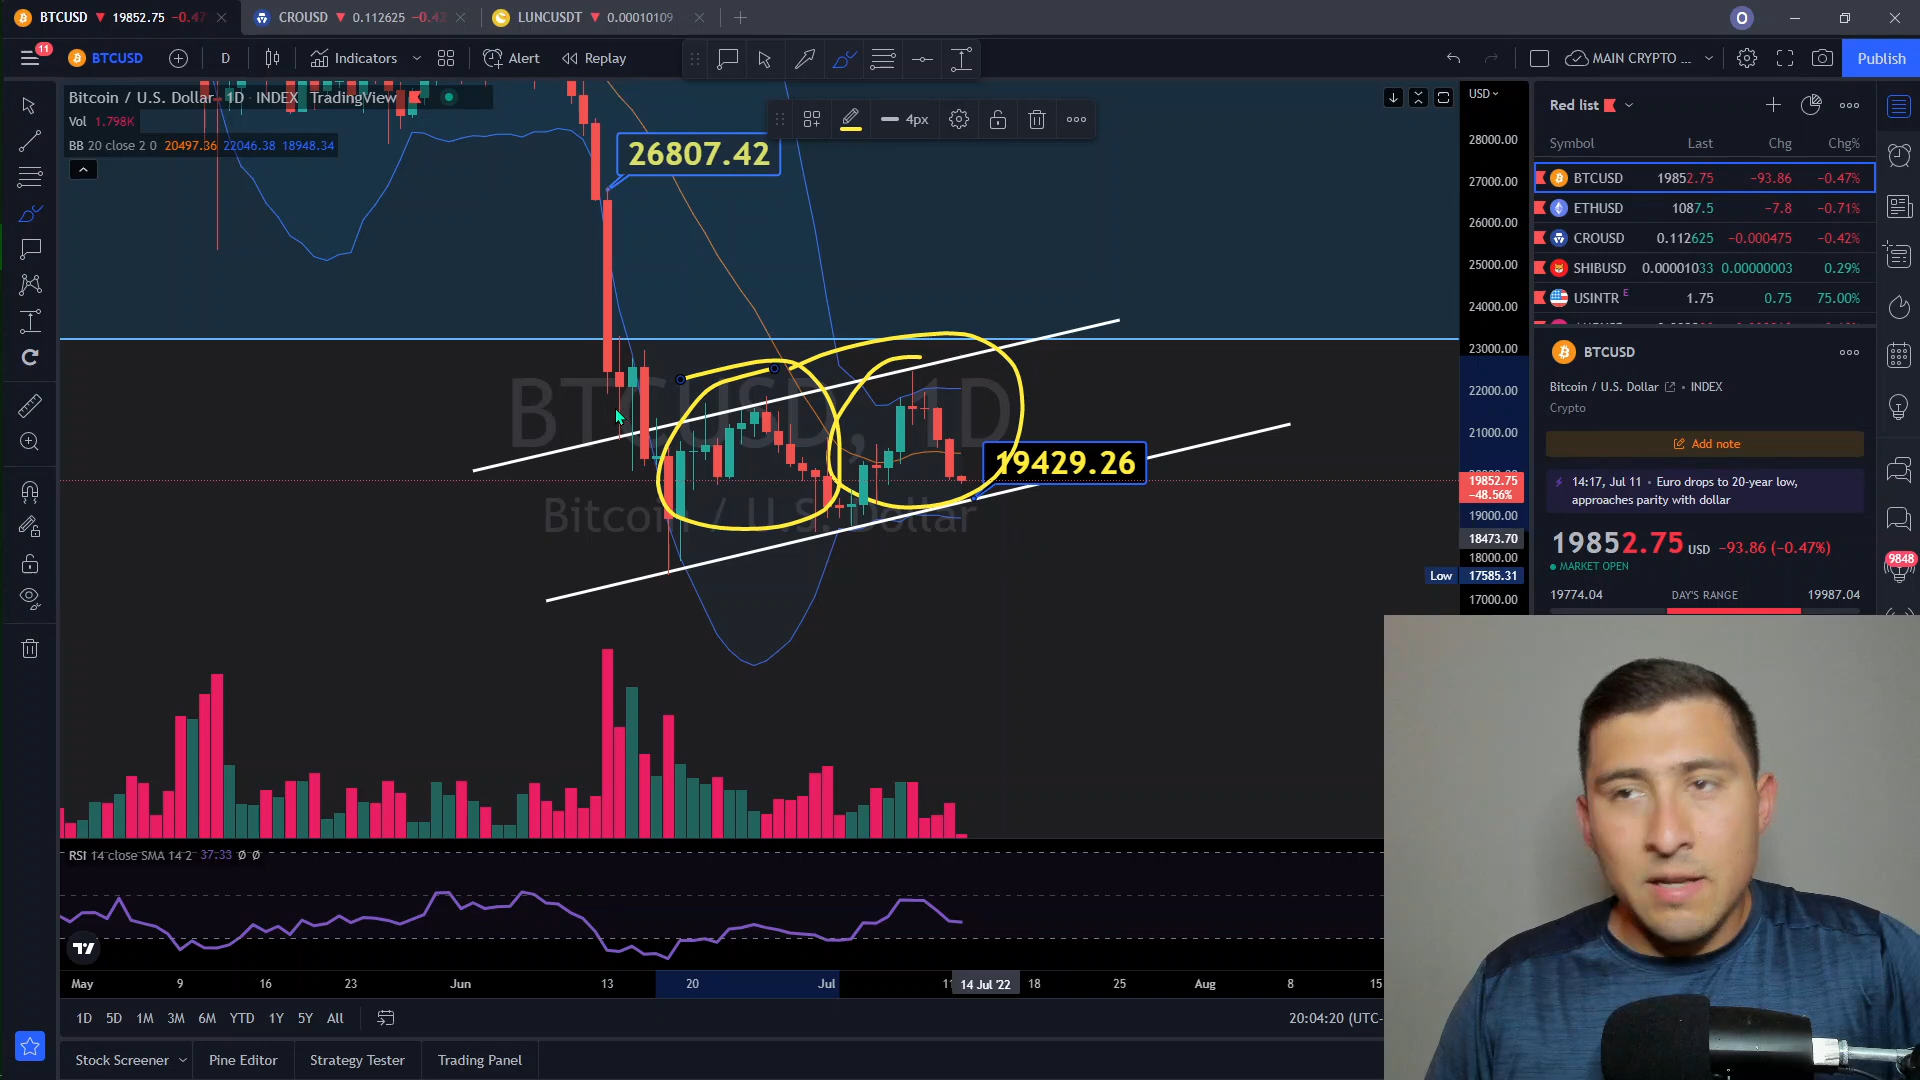 BTCUSD ▼ 19852.75 −0.47
CROUSD ▼ 0.112625 −0.42
LUNCUSDT ▼ 0.00010109
O
11
BTCUSD
D
Indicators
Alert
Replay
MAIN CRYPTO ...
Publish
Bitcoin / U.S. Dollar 1D INDEX TradingView
Vol 1.798K
BB 20 close 2 0 20497.36 22046.38 18948.34
4px
26807.42
19429.26
BTCUSD, 1D
Bitcoin / U.S. Dollar
USD
28000.00
27000.00
26000.00
25000.00
24000.00
23000.00
22000.00
21000.00
19852.75
−48.56%
19000.00
18473.70
18000.00
Low 17585.31
17000.00
Red list
Symbol Last Chg Chg%
BTCUSD 19852.75 −93.86 −0.47%
ETHUSD 1087.5 −7.8 −0.71%
CROUSD 0.112625 −0.000475 −0.42%
SHIBUSD 0.00001033 0.00000003 0.29%
USINTR E 1.75 0.75 75.00%
BTCUSD
Bitcoin / U.S. Dollar • INDEX
Crypto
Add note
14:17, Jul 11 • Euro drops to 20-year low,
approaches parity with dollar
19852.75 USD −93.86 (−0.47%)
MARKET OPEN
19774.04 DAY'S RANGE 19987.04
9848
RSI 14 close SMA 14 2 37.33 Ø Ø
May 9 16 23 Jun 13 20 Jul 11 14 Jul '22 18 25 Aug 8 15
1D 5D 1M 3M 6M YTD 1Y 5Y All
20:04:20 (UTC-
Stock Screener Pine Editor Strategy Tester Trading Panel